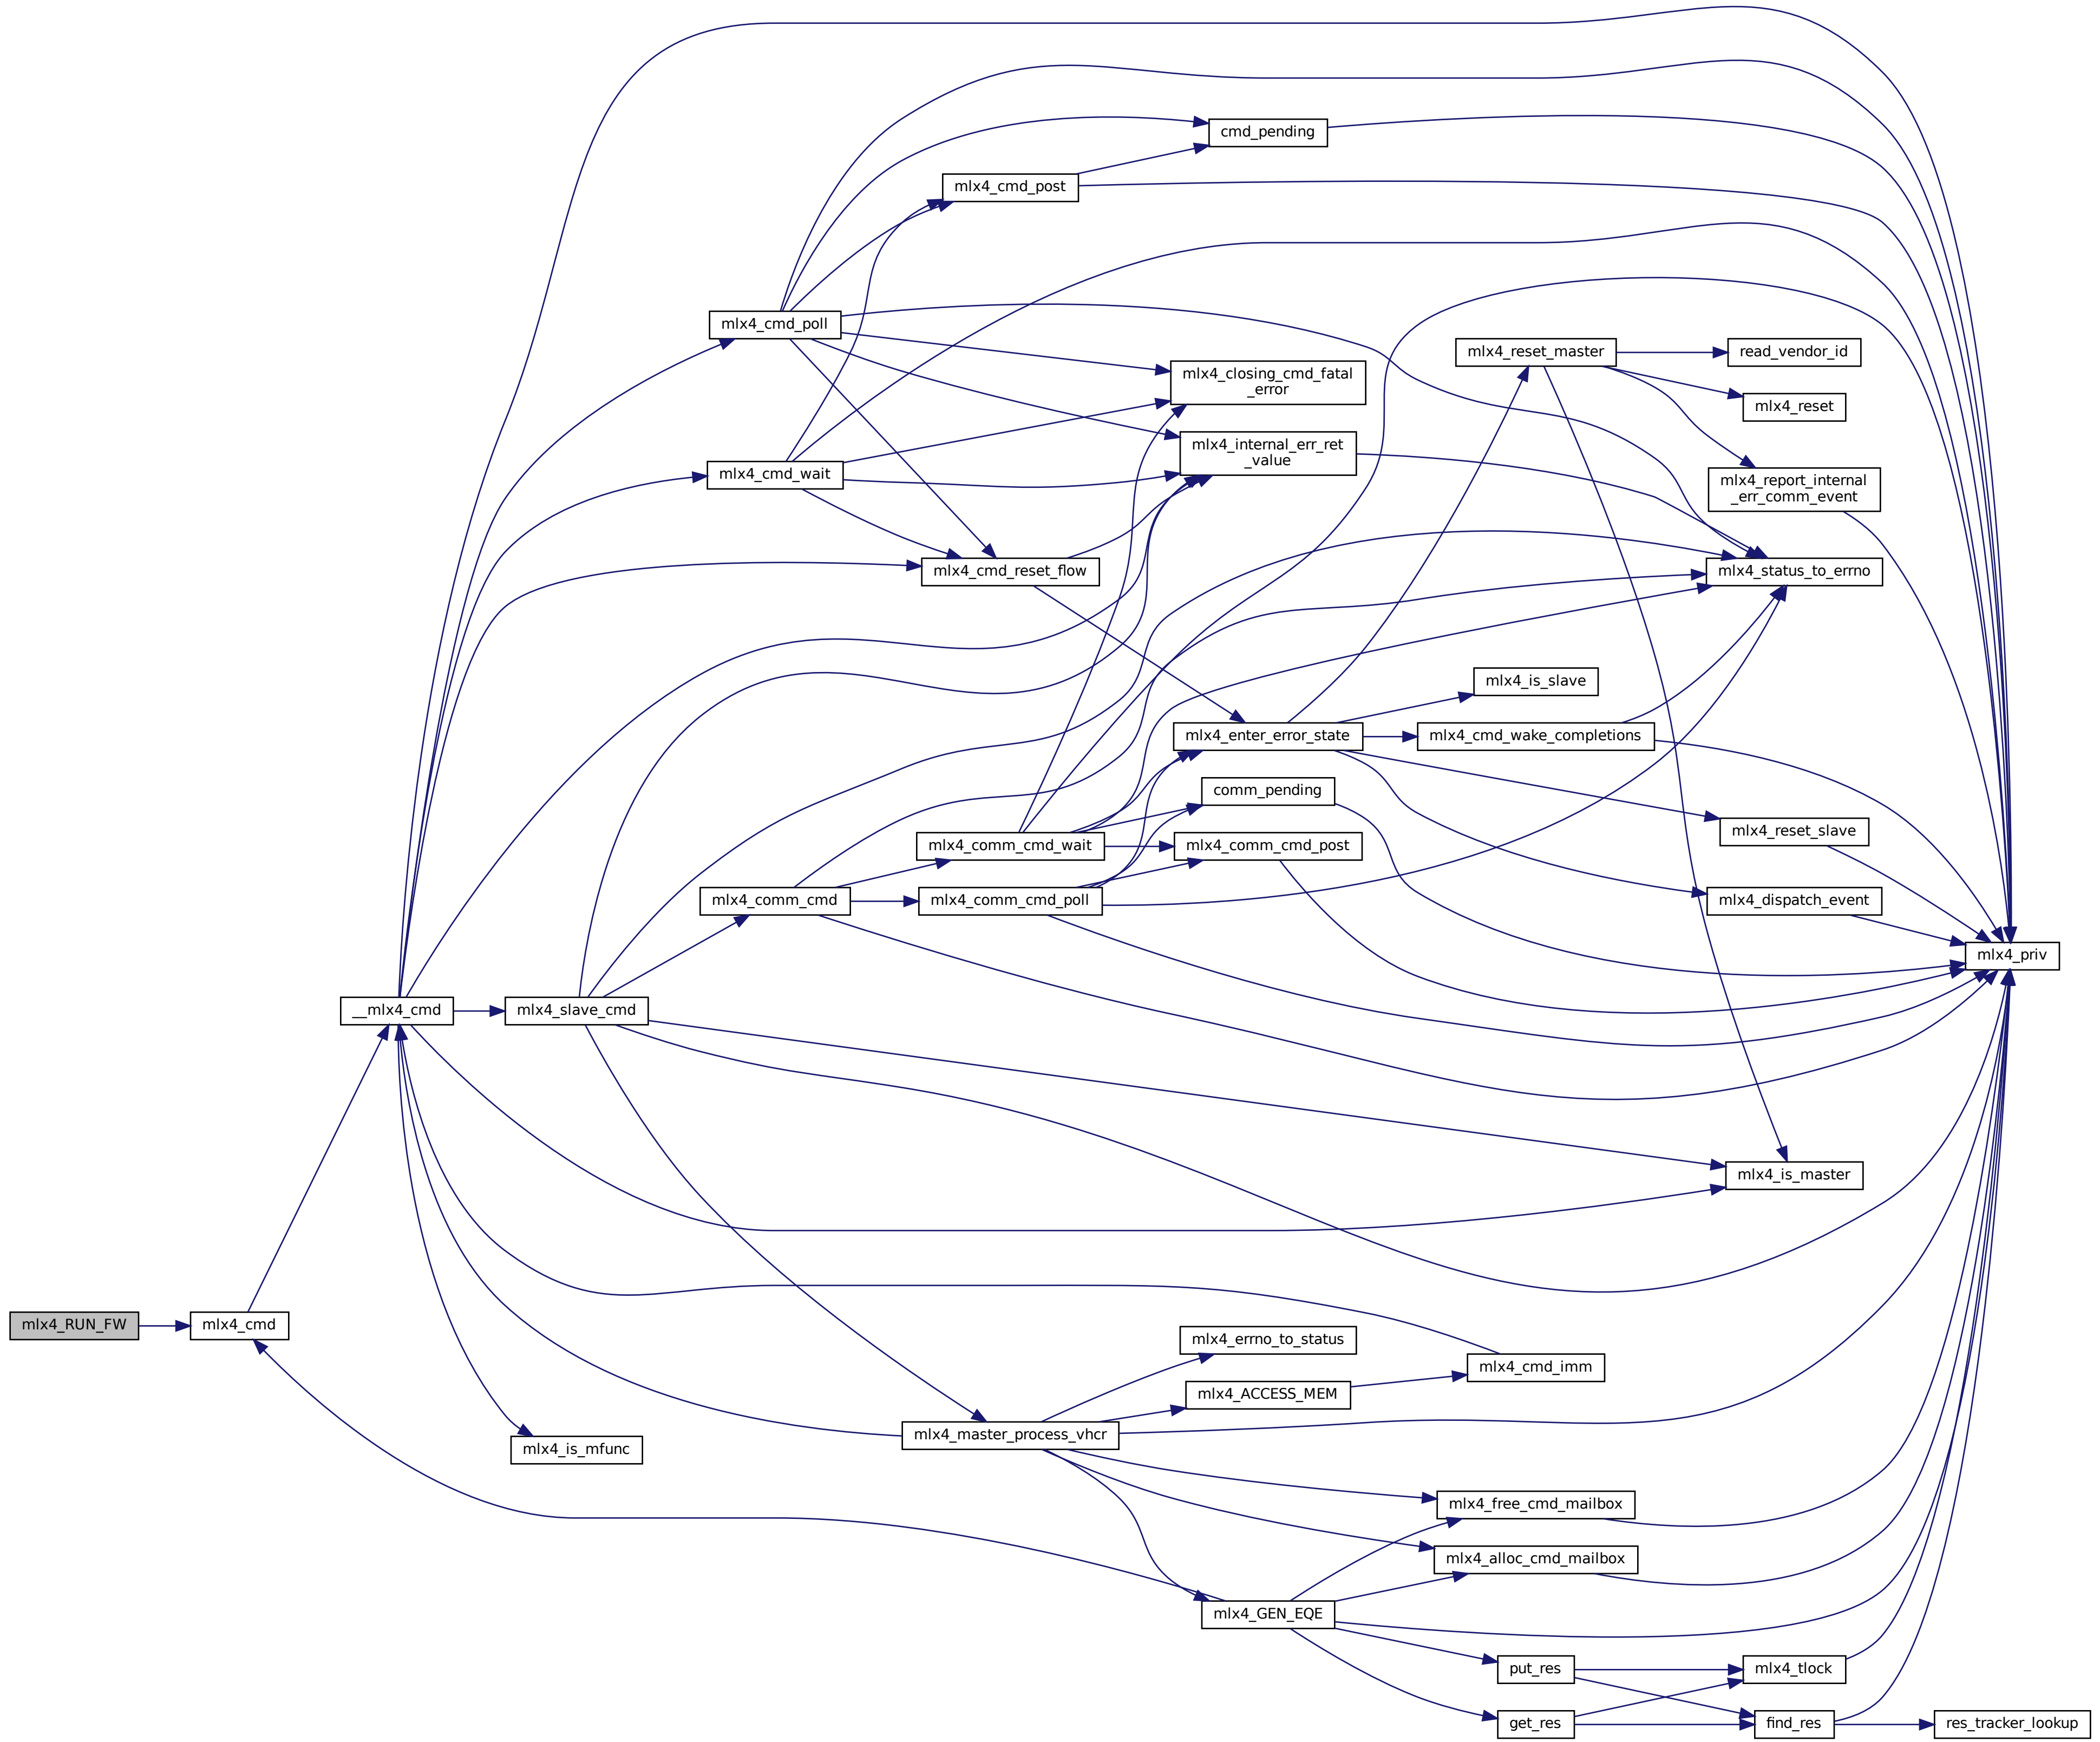 cmd_pending
mlx4_cmd_post
mlx4_cmd_poll
mlx4_reset_master
read_vendor_id
mlx4_closing_cmd_fatal
_error
mlx4_reset
mlx4_internal_err_ret
_value
mlx4_cmd_wait
mlx4_report_internal
_err_comm_event
mlx4_cmd_reset_flow
mlx4_status_to_errno
mlx4_is_slave
mlx4_enter_error_state
mlx4_cmd_wake_completions
comm_pending
mlx4_reset_slave
mlx4_comm_cmd_wait
mlx4_comm_cmd_post
mlx4_comm_cmd
mlx4_comm_cmd_poll
mlx4_dispatch_event
mlx4_priv
__mlx4_cmd
mlx4_slave_cmd
mlx4_is_master
mlx4_RUN_FW
mlx4_cmd
mlx4_errno_to_status
mlx4_cmd_imm
mlx4_ACCESS_MEM
mlx4_master_process_vhcr
mlx4_is_mfunc
mlx4_free_cmd_mailbox
mlx4_alloc_cmd_mailbox
mlx4_GEN_EQE
put_res
mlx4_tlock
get_res
find_res
res_tracker_lookup